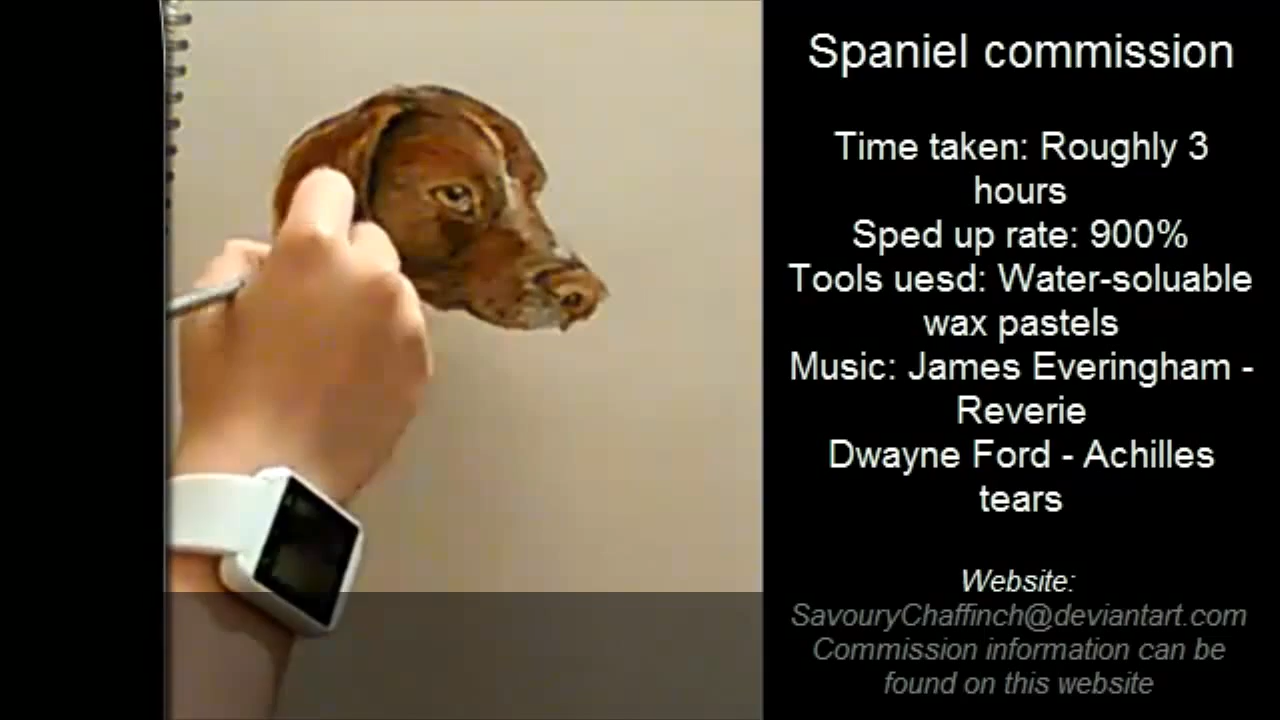 Spaniel commission
Time taken: Roughly 3
hours
Sped up rate: 900%
Tools uesd: Water-soluable
wax pastels
Music: James Everingham -
Reverie
Dwayne Ford - Achilles
tears
Website:
SavouryChaffinch@deviantart.com
Commission information can be
found on this website